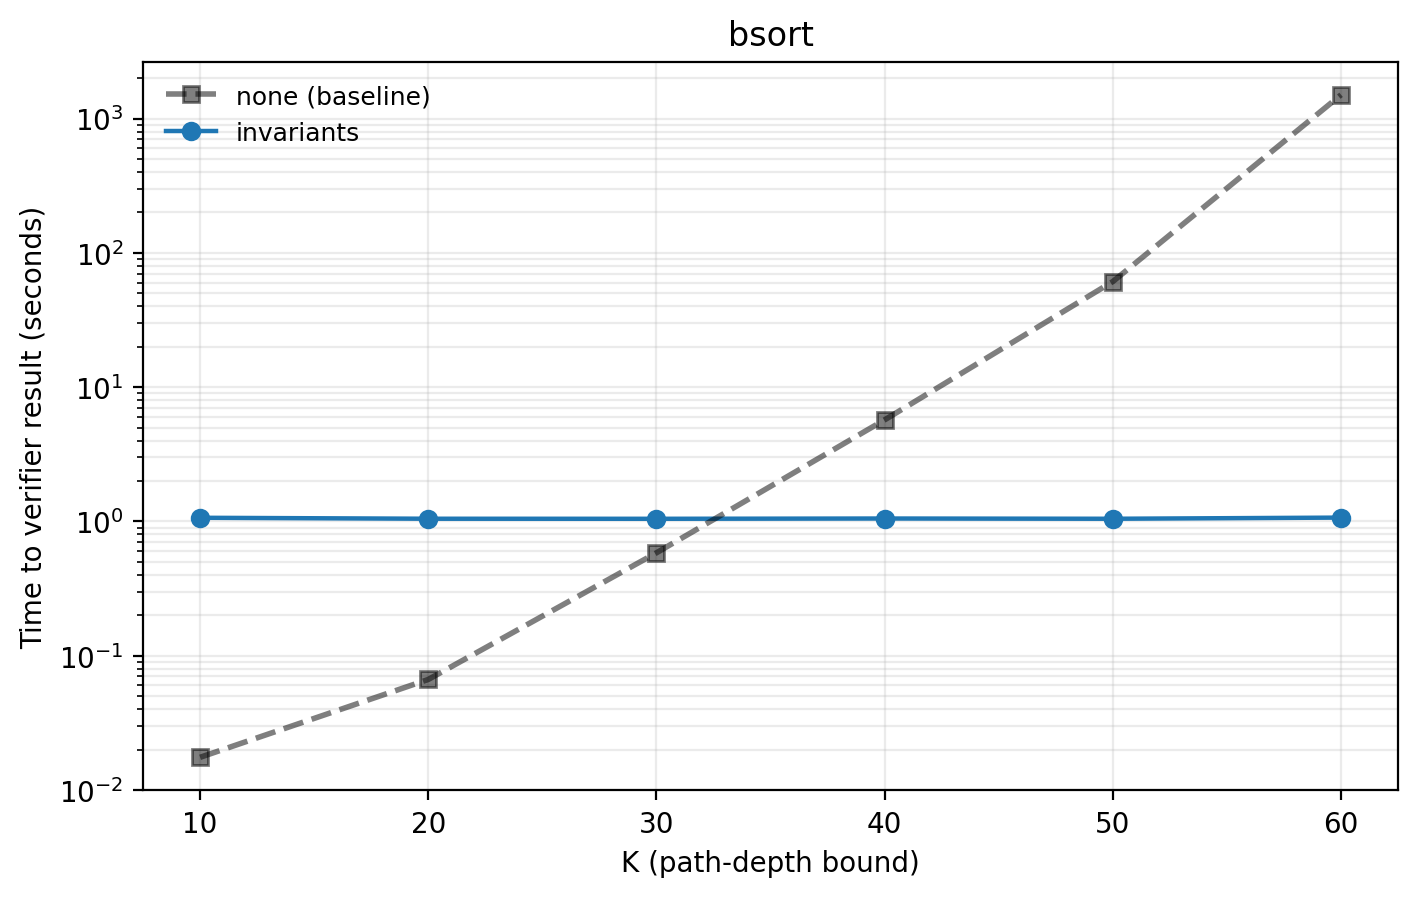 bsort
none (baseline)
invariants
Time to verifier result (seconds)
10³
10²
10¹
10⁰
10⁻¹
10⁻²
10 20 30 40 50 60
K (path-depth bound)